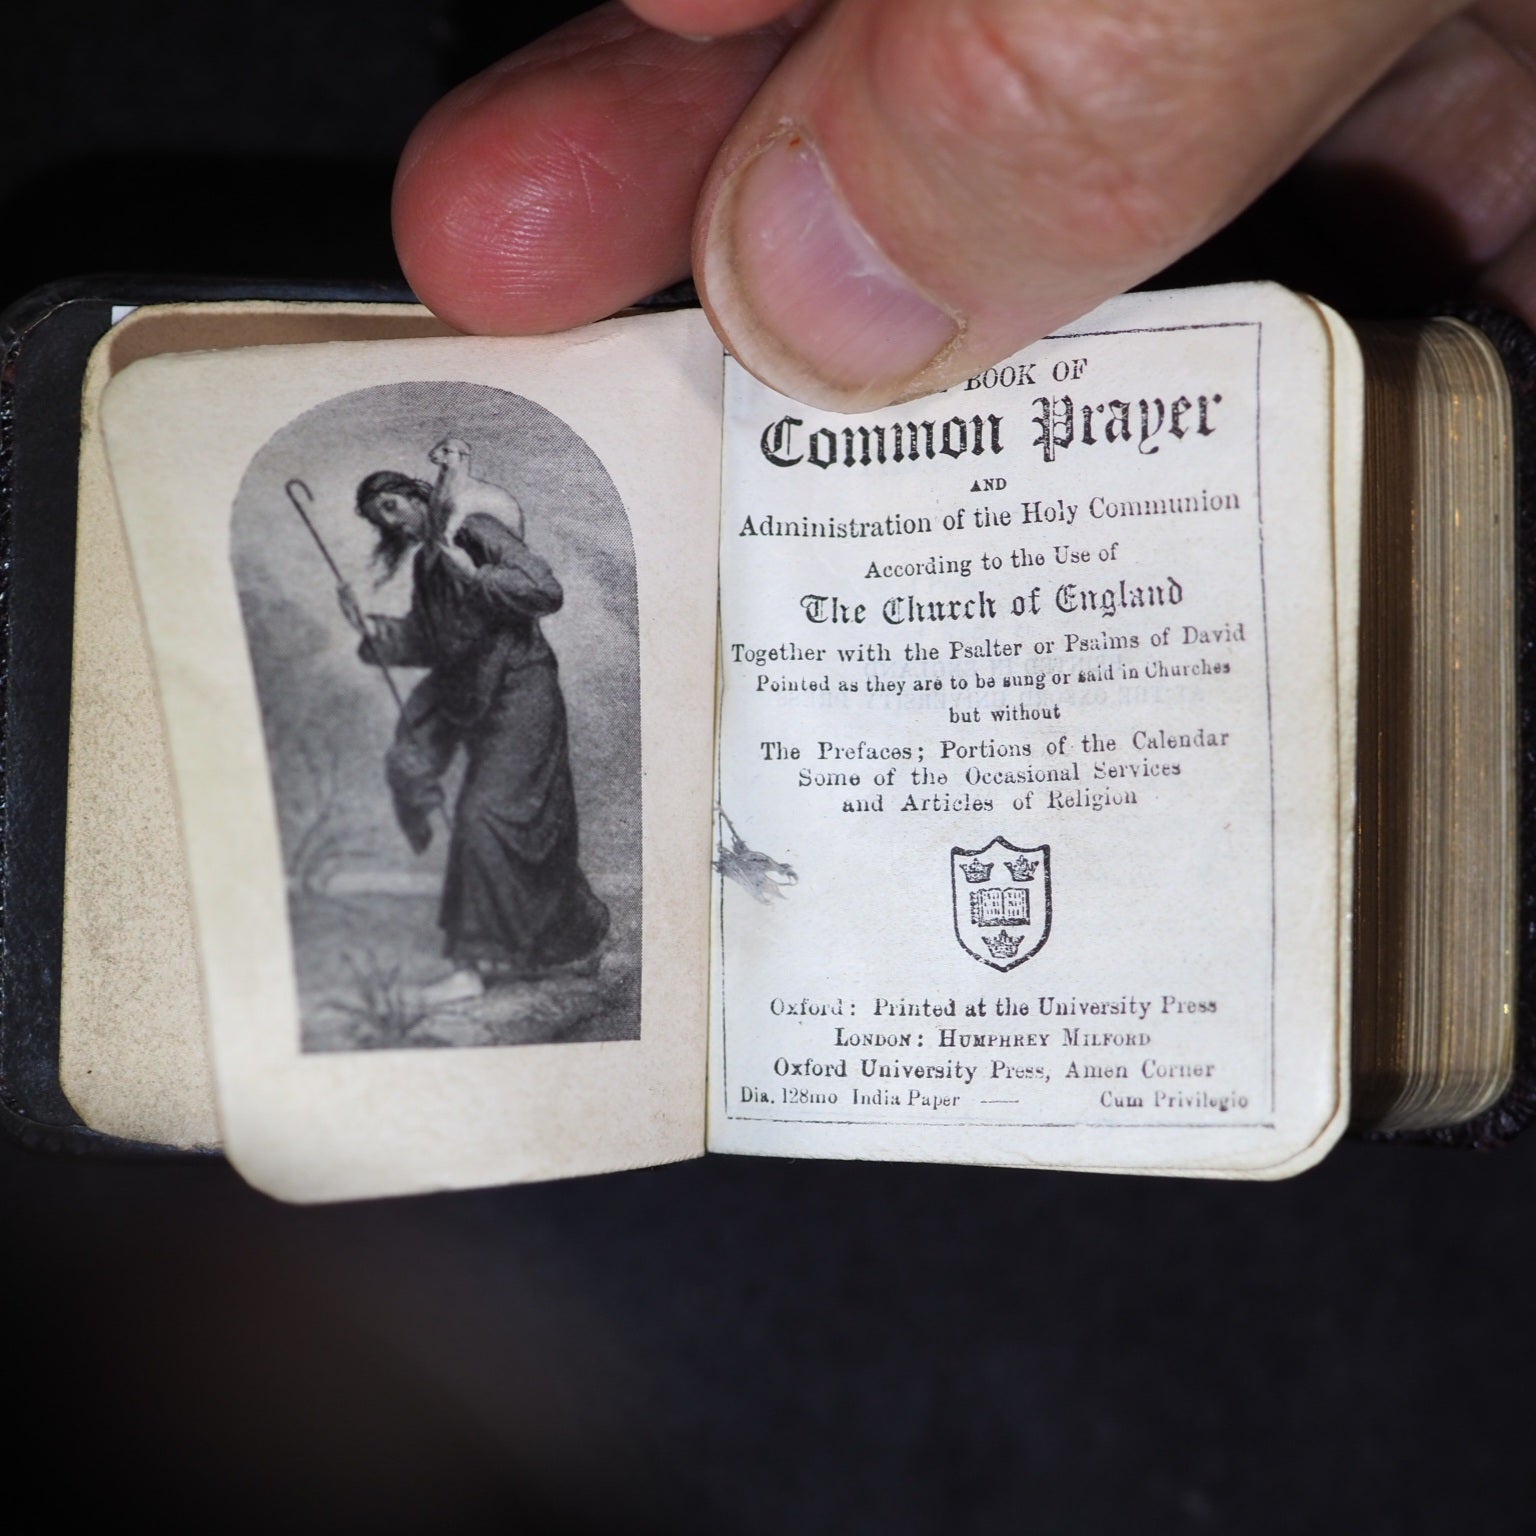 BOOK OF
Common Prayer
AND
Administration of the Holy Communion
According to the Use of
The Church of England
Together with the Psalter or Psalms of David
Pointed as they are to be sung or said in Churches
but without
The Prefaces; Portions of the Calendar
Some of the Occasional Services
and Articles of Religion
Oxford: Printed at the University Press
LONDON: HUMPHREY MILFORD
Oxford University Press, Amen Corner
Dia. 128mo India Paper — Cum Privilegio